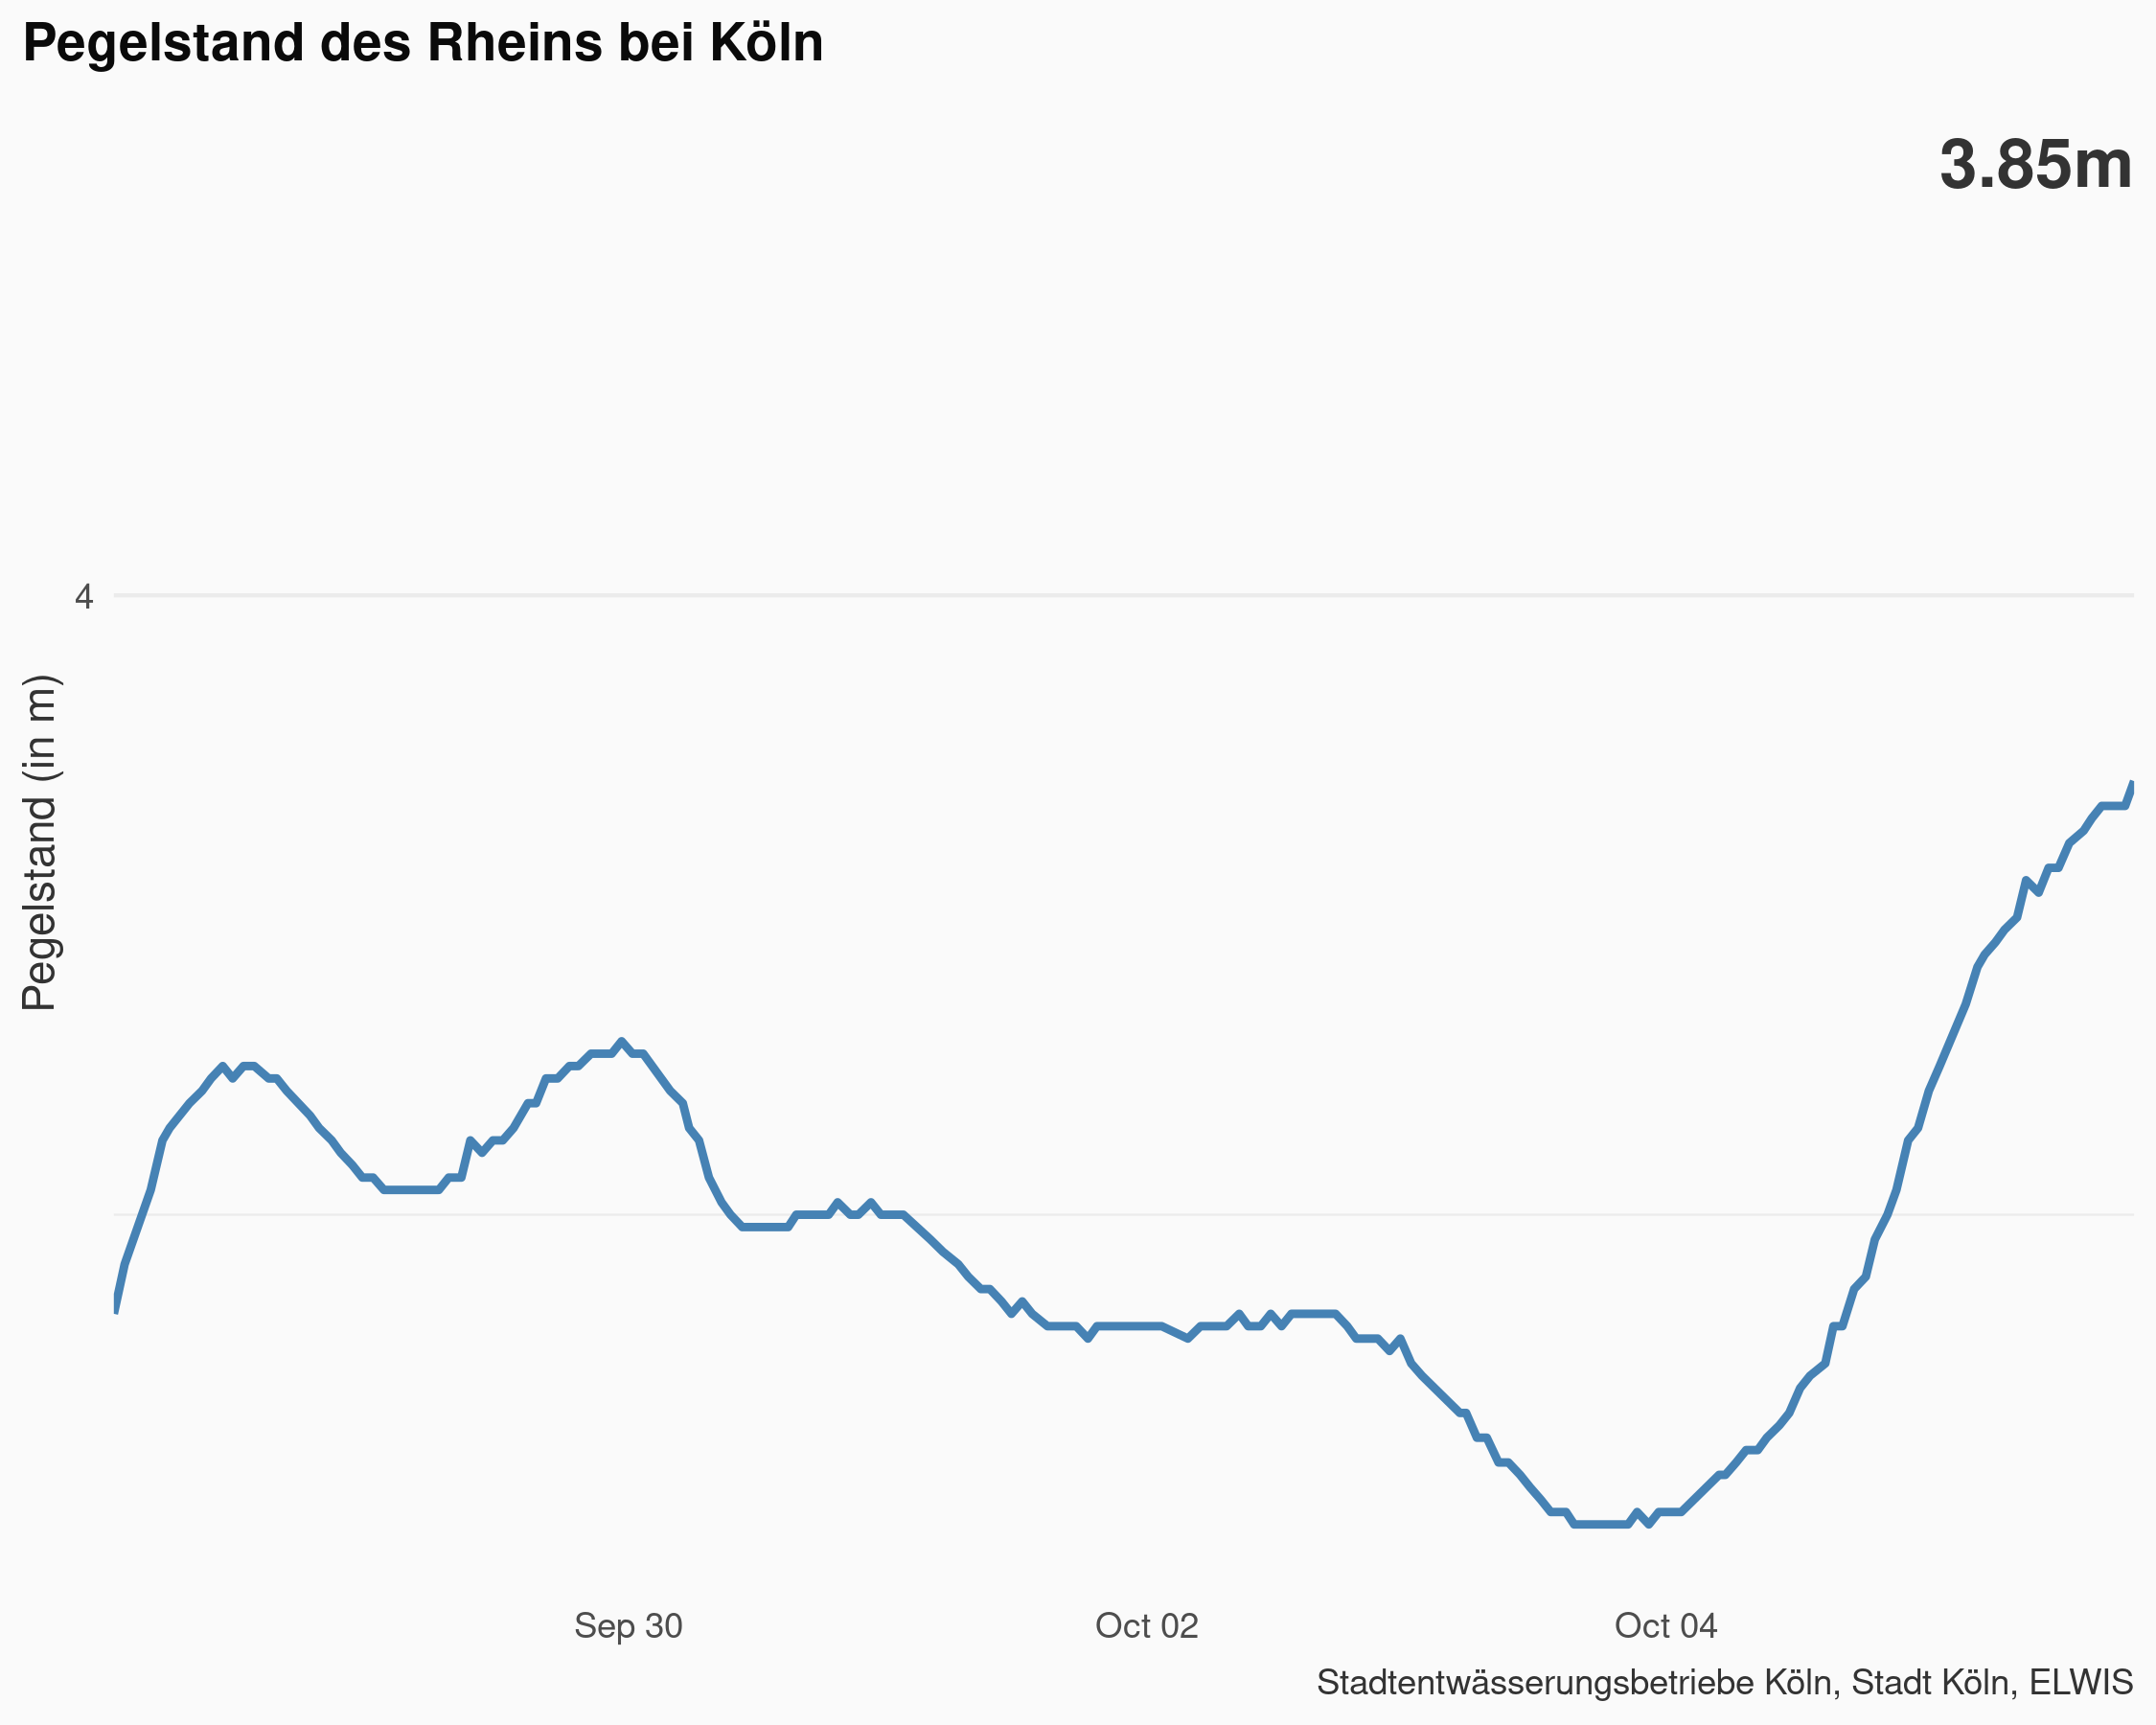 Pegelstand des Rheins bei Köln
3.85m
4
Pegelstand (in m)
Sep 30
Oct 02
Oct 04
Stadtentwässerungsbetriebe Köln, Stadt Köln, ELWIS